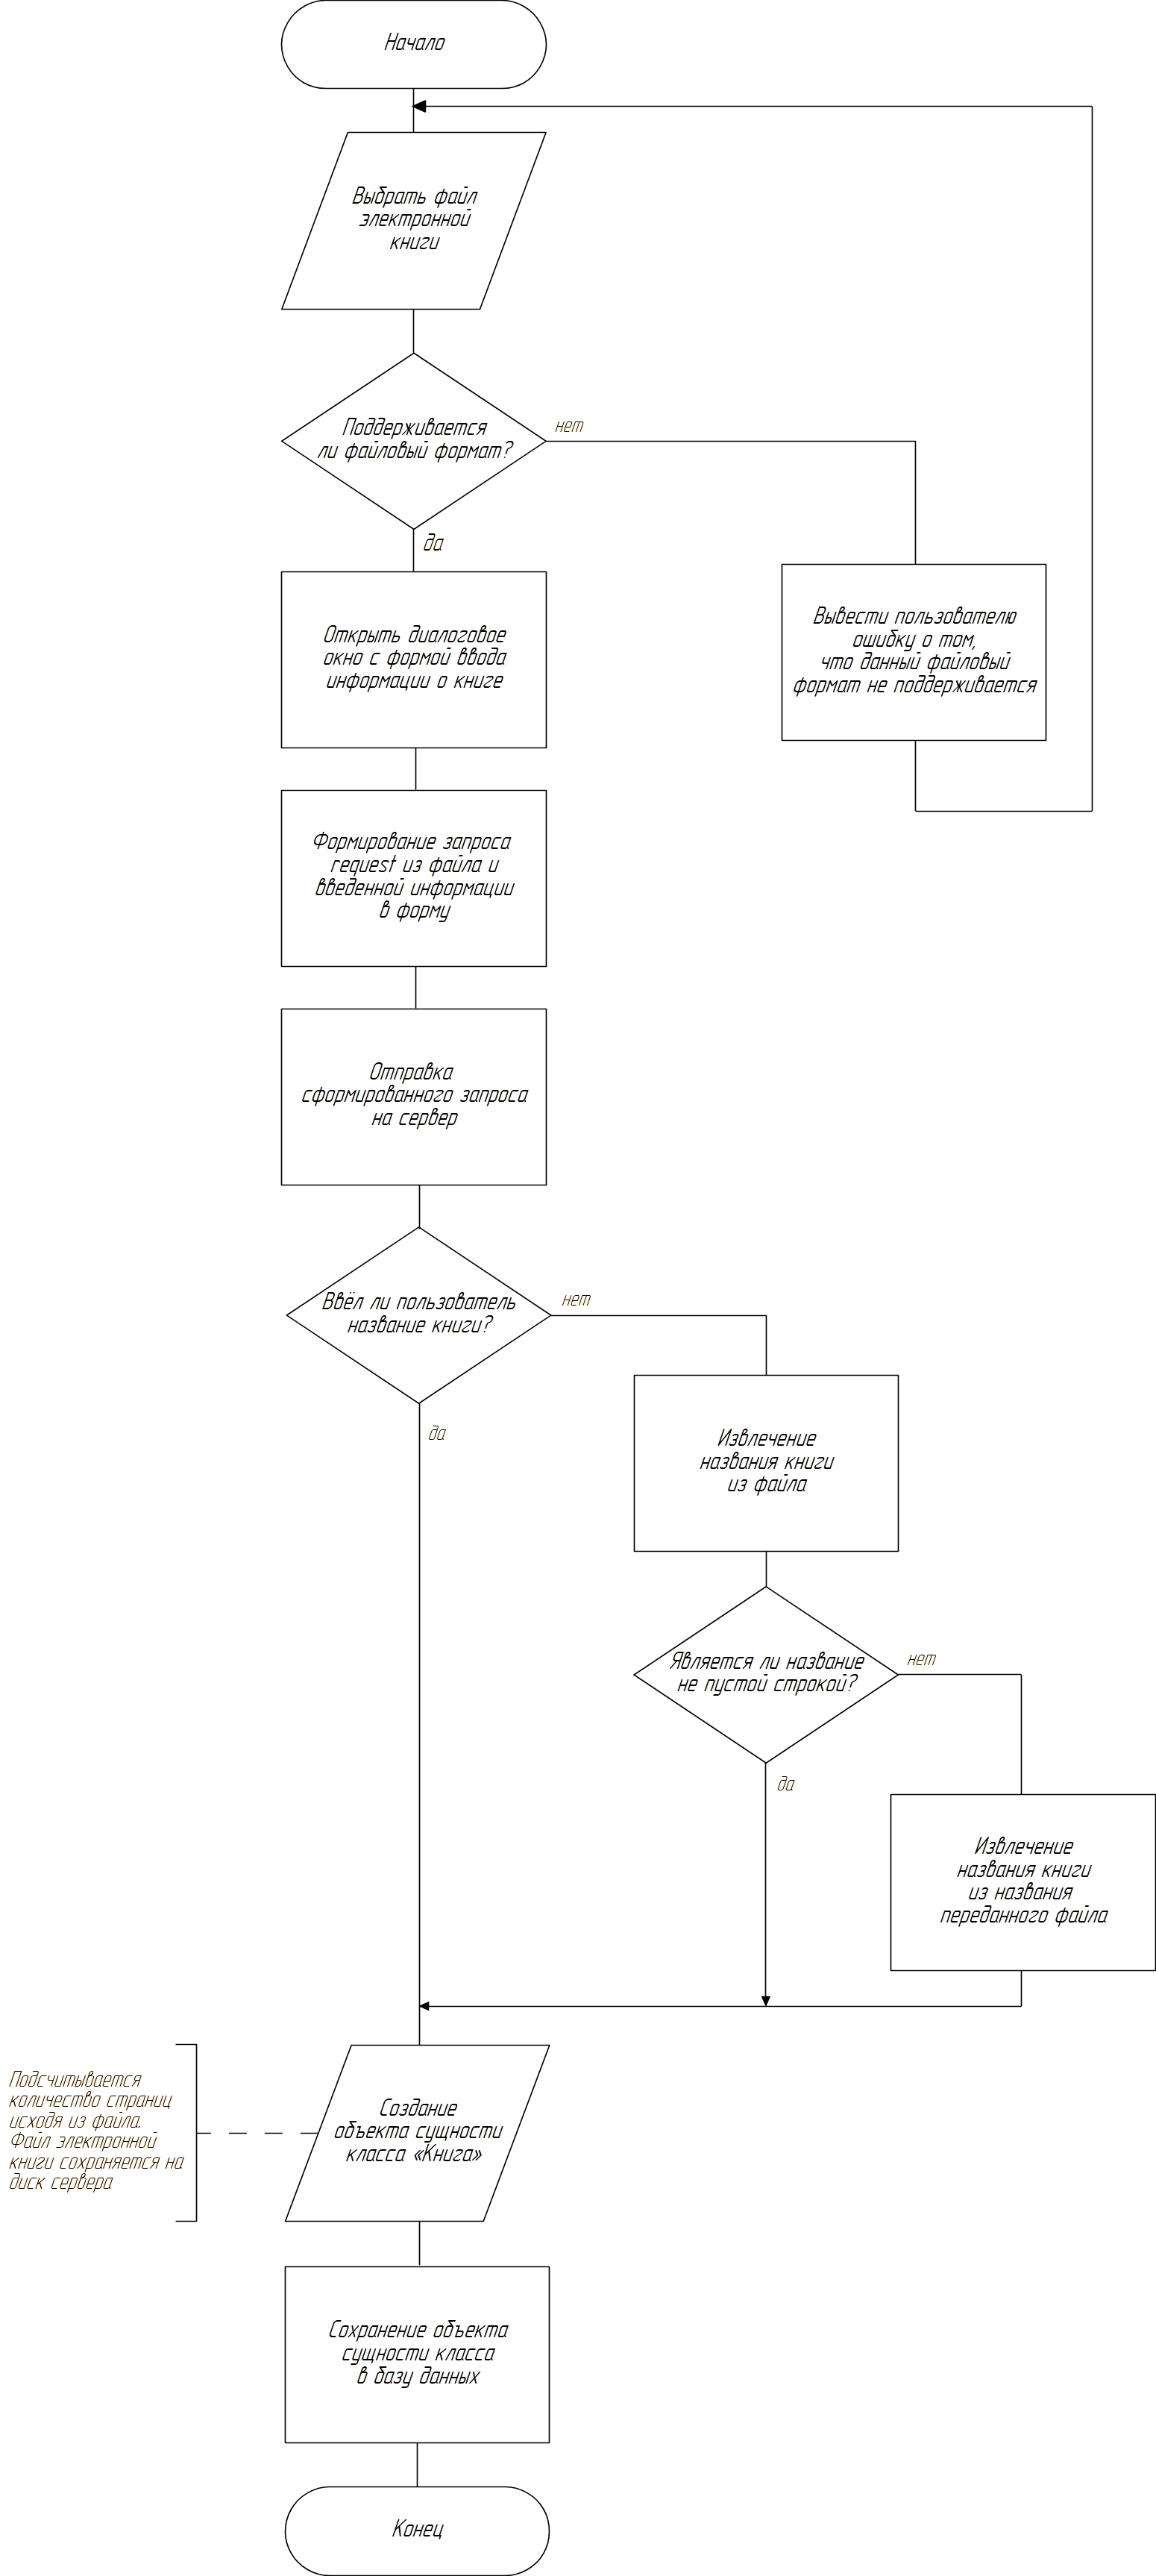 Начало
Выбрать файл
электронной
книги
Поддерживается
ли файловый формат?
нет
да
Вывести пользователю
ошибку о том,
что данный файловый
формат не поддерживается
Открыть диалоговое
окно с формой ввода
информации о книге
Формирование запроса
request из файла и
введенной информации
в форму
Отправка
сформированного запроса
на сервер
Ввёл ли пользователь
название книги?
нет
да
Извлечение
названия книги
из файла
Является ли название
не пустой строкой?
нет
да
Извлечение
названия книги
из названия
переданного файла
Подсчитывается
количество страниц
исходя из файла.
Файл электронной
книги сохраняется на
диск сервера
Создание
объекта сущности
класса «Книга»
Сохранение объекта
сущности класса
в базу данных
Конец